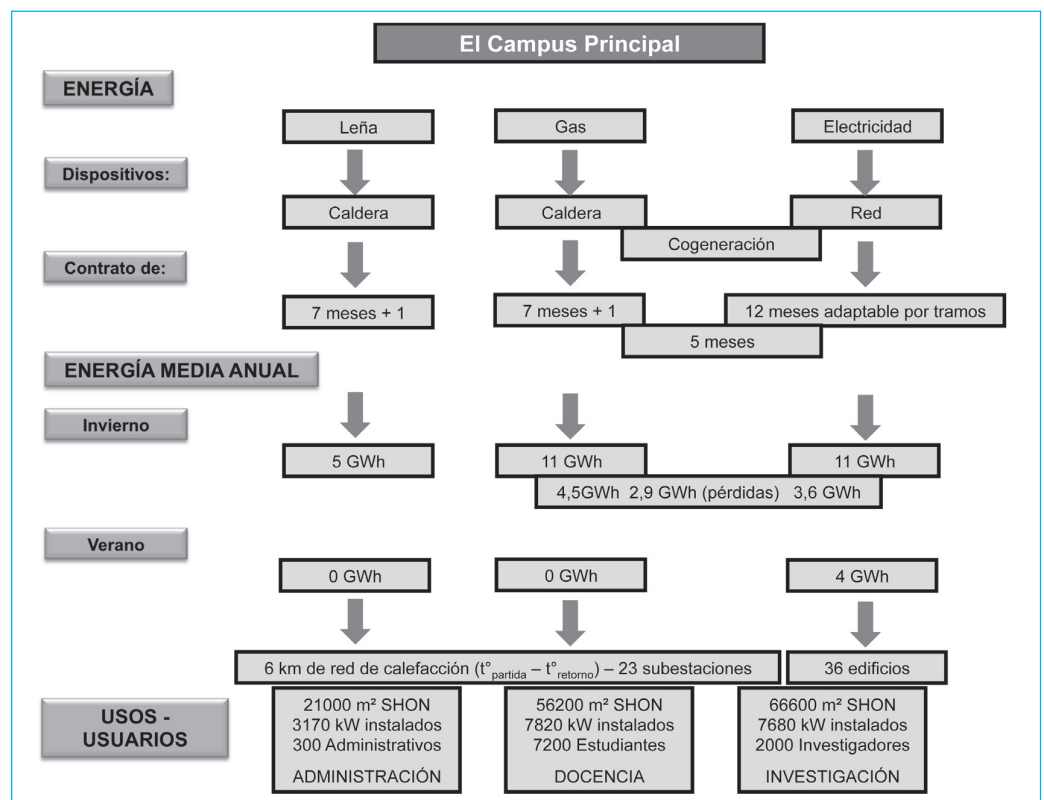 El Campus Principal
ENERGÍA
Leña
Gas
Electricidad
Dispositivos:
Caldera
Caldera
Red
Cogeneración
Contrato de:
7 meses + 1
7 meses + 1
12 meses adaptable por tramos
5 meses
ENERGÍA MEDIA ANUAL
Invierno
5 GWh
11 GWh
11 GWh
4,5GWh 2,9 GWh (pérdidas) 3,6 GWh
Verano
0 GWh
0 GWh
4 GWh
6 km de red de calefacción (t° partida – t° retorno) – 23 subestaciones
36 edificios
USOS -
USUARIOS
21000 m² SHON
3170 kW instalados
300 Administrativos
ADMINISTRACIÓN
56200 m² SHON
7820 kW instalados
7200 Estudiantes
DOCENCIA
66600 m² SHON
7680 kW instalados
2000 Investigadores
INVESTIGACIÓN